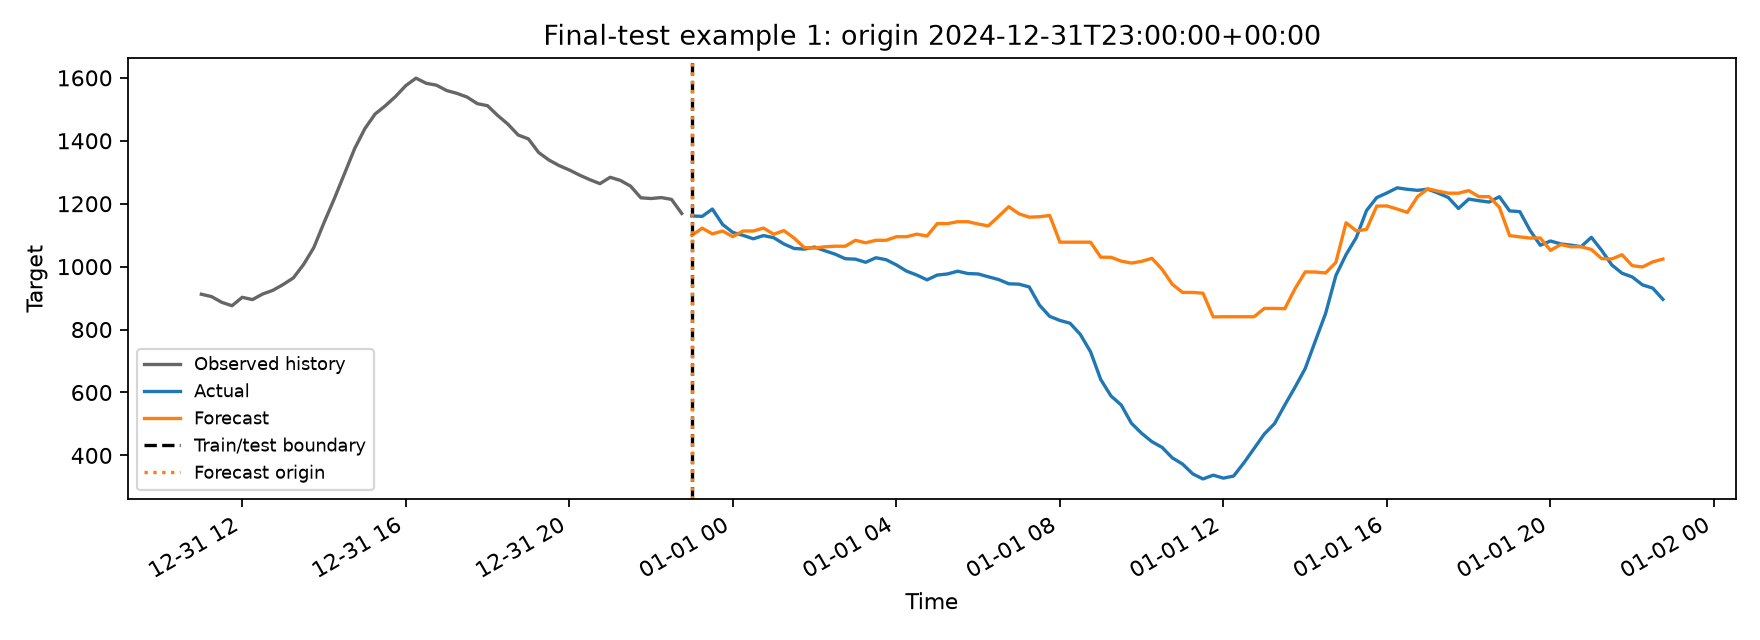 Final-test example 1: origin 2024-12-31T23:00:00+00:00
1600
1400
1200
1000
800
600
400
Target
Observed history
Actual
Forecast
Train/test boundary
Forecast origin
12-31 12
12-31 16
12-31 20
01-01 00
01-01 04
01-01 08
01-01 12
01-01 16
01-01 20
01-02 00
Time